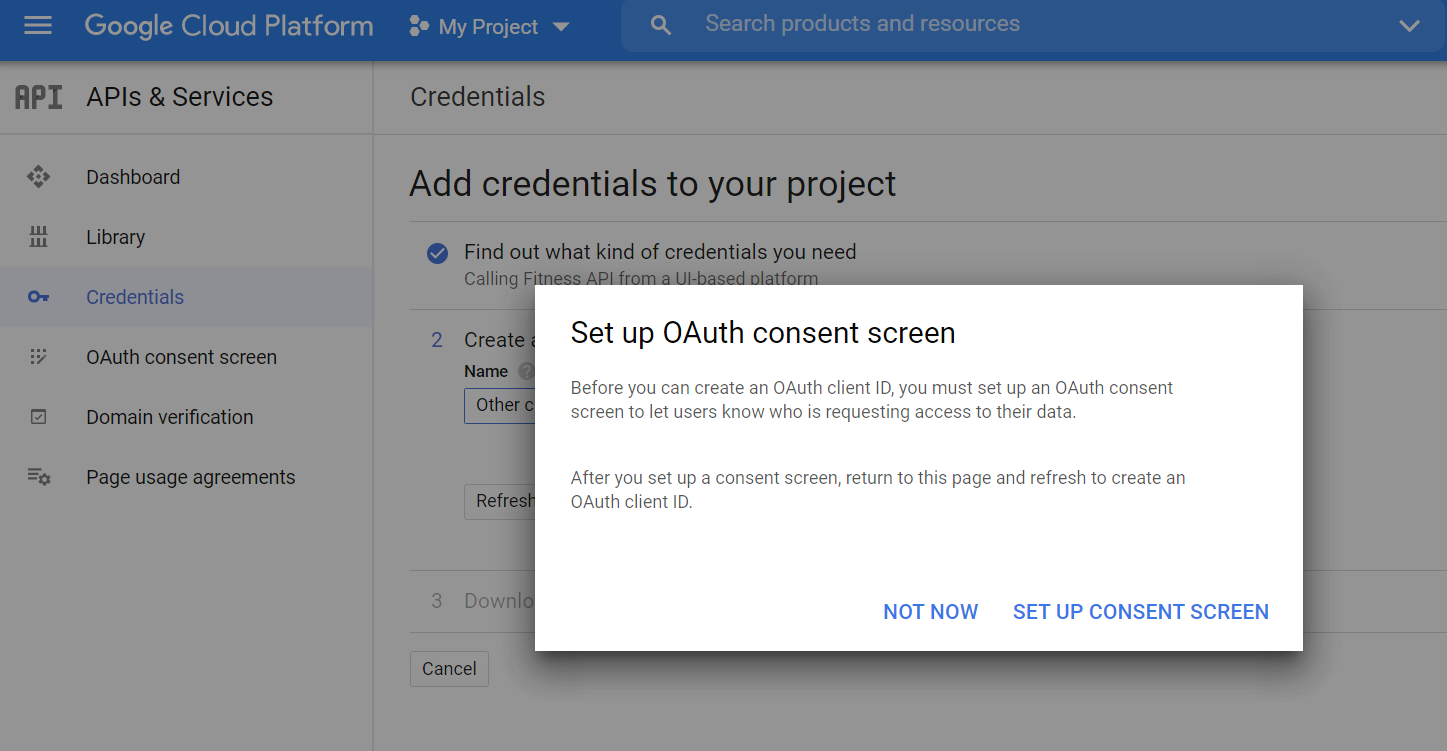 Google Cloud Platform
My Project
Search products and resources
API
APIs & Services
Credentials
Dashboard
Library
Credentials
OAuth consent screen
Domain verification
Page usage agreements
Add credentials to your project
Find out what kind of credentials you need
Calling Fitness API from a UI-based platform
2 Create a
Name ?
Other c
Refresh
3 Downlo
Cancel
Set up OAuth consent screen
Before you can create an OAuth client ID, you must set up an OAuth consent
screen to let users know who is requesting access to their data.
After you set up a consent screen, return to this page and refresh to create an
OAuth client ID.
NOT NOW
SET UP CONSENT SCREEN